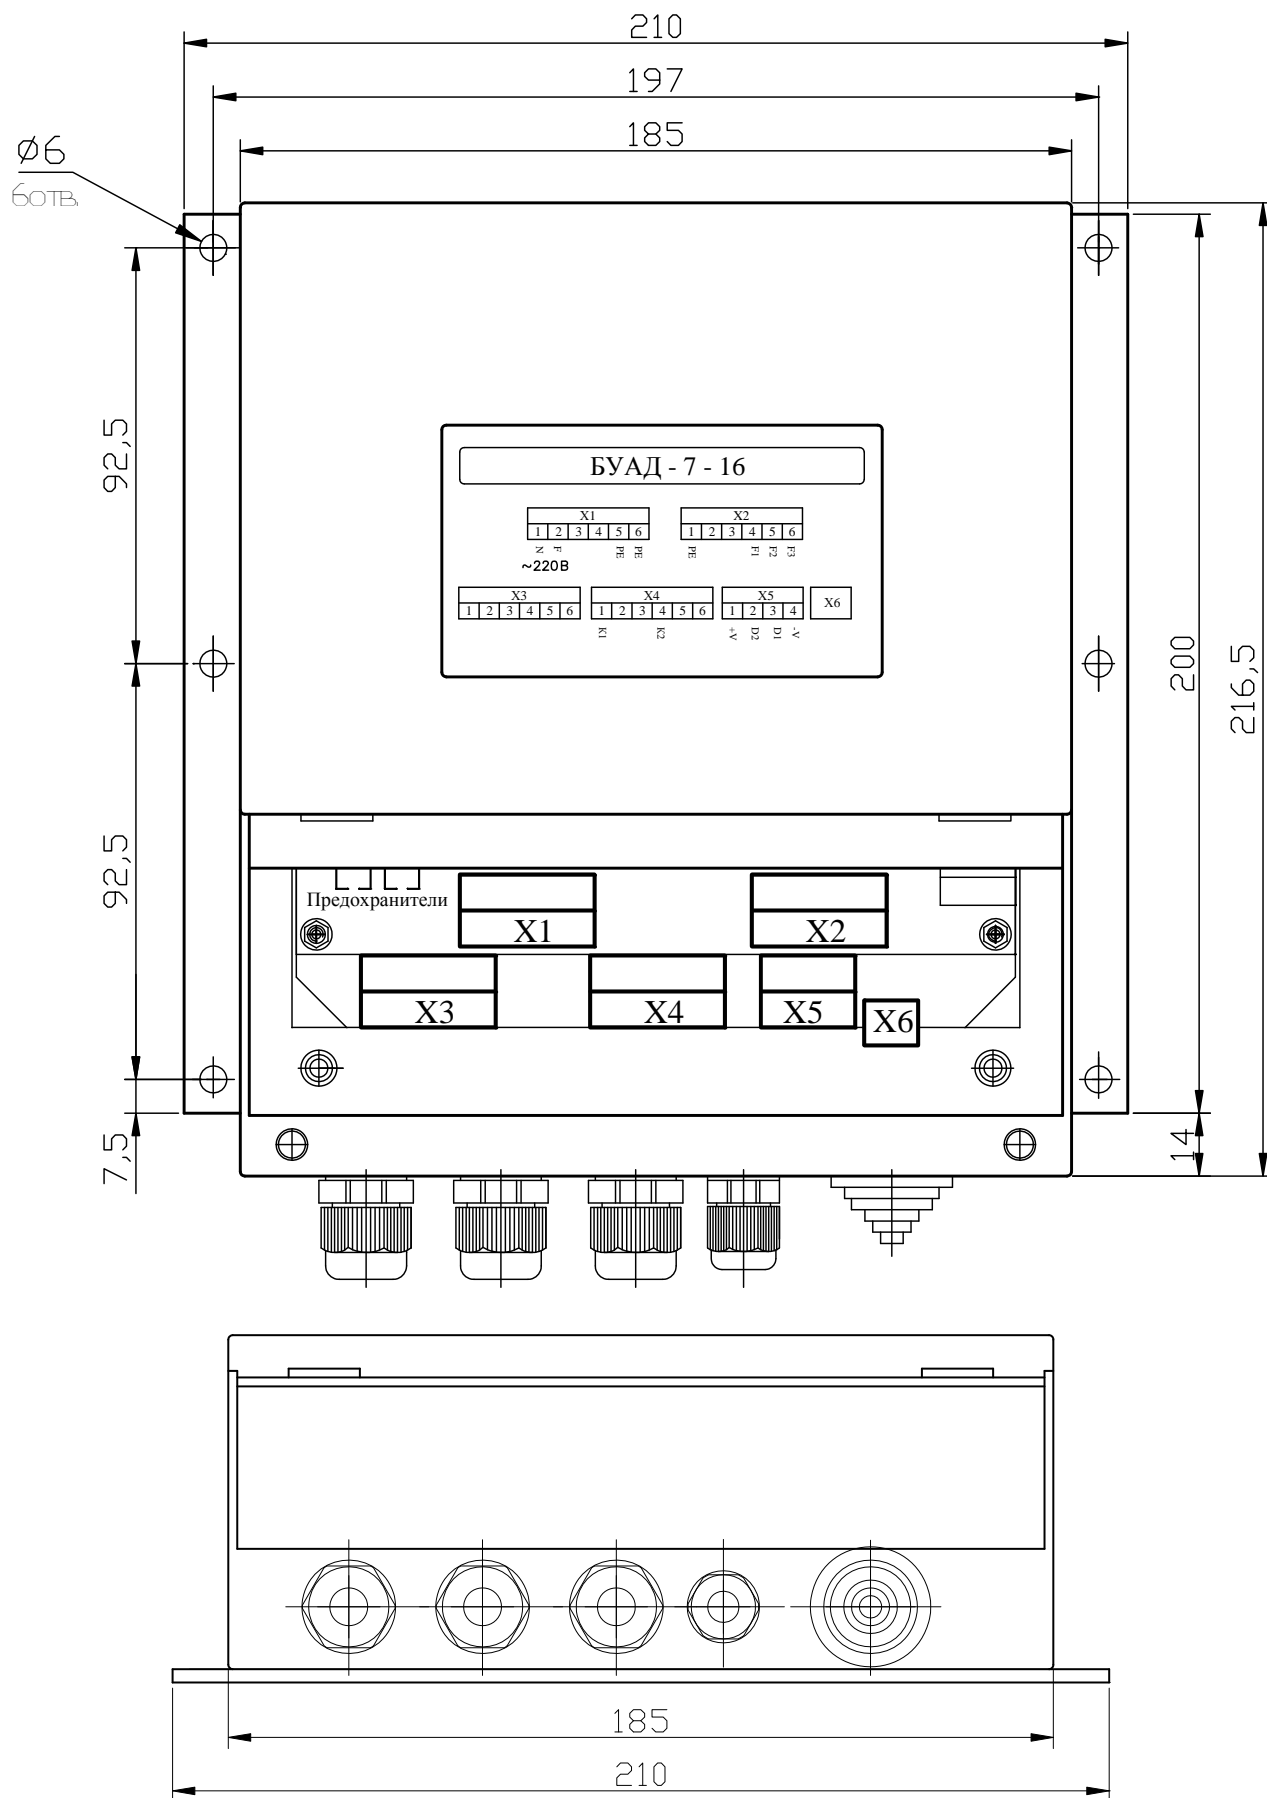 210
197
185
Ø6
6отв.
92,5
БУАД - 7 - 16
X1
1 2 3 4 5 6
N F PE PE
~220В
X2
1 2 3 4 5 6
PE F1 F2 F3
X3
1 2 3 4 5 6
X4
1 2 3 4 5 6
K1 K2
X5
1 2 3 4
+V D2 D1 -V
X6
200
216,5
92,5
Предохранители
X1
X2
X3
X4
X5
X6
7,5
14
185
210